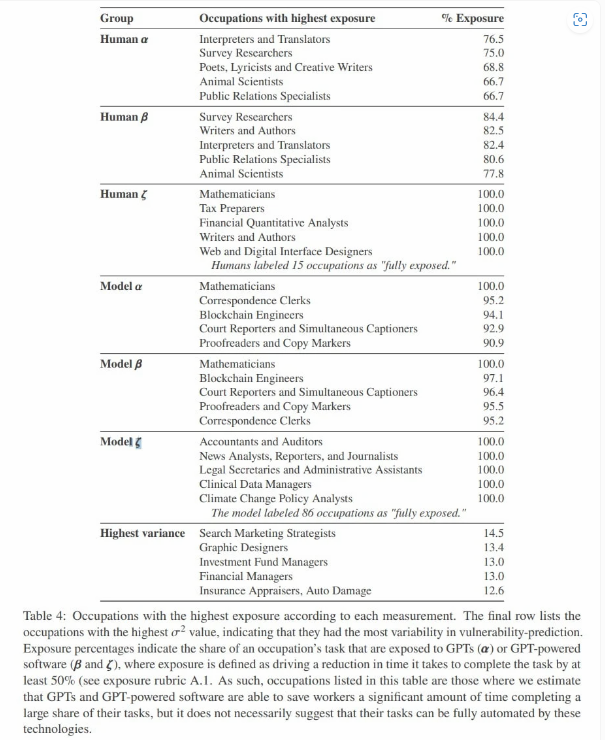 Group Occupations with highest exposure % Exposure
Human α Interpreters and Translators 76.5
Survey Researchers 75.0
Poets, Lyricists and Creative Writers 68.8
Animal Scientists 66.7
Public Relations Specialists 66.7
Human β Survey Researchers 84.4
Writers and Authors 82.5
Interpreters and Translators 82.4
Public Relations Specialists 80.6
Animal Scientists 77.8
Human ζ Mathematicians 100.0
Tax Preparers 100.0
Financial Quantitative Analysts 100.0
Writers and Authors 100.0
Web and Digital Interface Designers 100.0
Humans labeled 15 occupations as "fully exposed."
Model α Mathematicians 100.0
Correspondence Clerks 95.2
Blockchain Engineers 94.1
Court Reporters and Simultaneous Captioners 92.9
Proofreaders and Copy Markers 90.9
Model β Mathematicians 100.0
Blockchain Engineers 97.1
Court Reporters and Simultaneous Captioners 96.4
Proofreaders and Copy Markers 95.5
Correspondence Clerks 95.2
Model ζ Accountants and Auditors 100.0
News Analysts, Reporters, and Journalists 100.0
Legal Secretaries and Administrative Assistants 100.0
Clinical Data Managers 100.0
Climate Change Policy Analysts 100.0
The model labeled 86 occupations as "fully exposed."
Highest variance Search Marketing Strategists 14.5
Graphic Designers 13.4
Investment Fund Managers 13.0
Financial Managers 13.0
Insurance Appraisers, Auto Damage 12.6
Table 4: Occupations with the highest exposure according to each measurement. The final row lists the
occupations with the highest σ² value, indicating that they had the most variability in vulnerability-prediction.
Exposure percentages indicate the share of an occupation's task that are exposed to GPTs (α) or GPT-powered
software (β and ζ), where exposure is defined as driving a reduction in time it takes to complete the task by at
least 50% (see exposure rubric A.1. As such, occupations listed in this table are those where we estimate
that GPTs and GPT-powered software are able to save workers a significant amount of time completing a
large share of their tasks, but it does not necessarily suggest that their tasks can be fully automated by these
technologies.